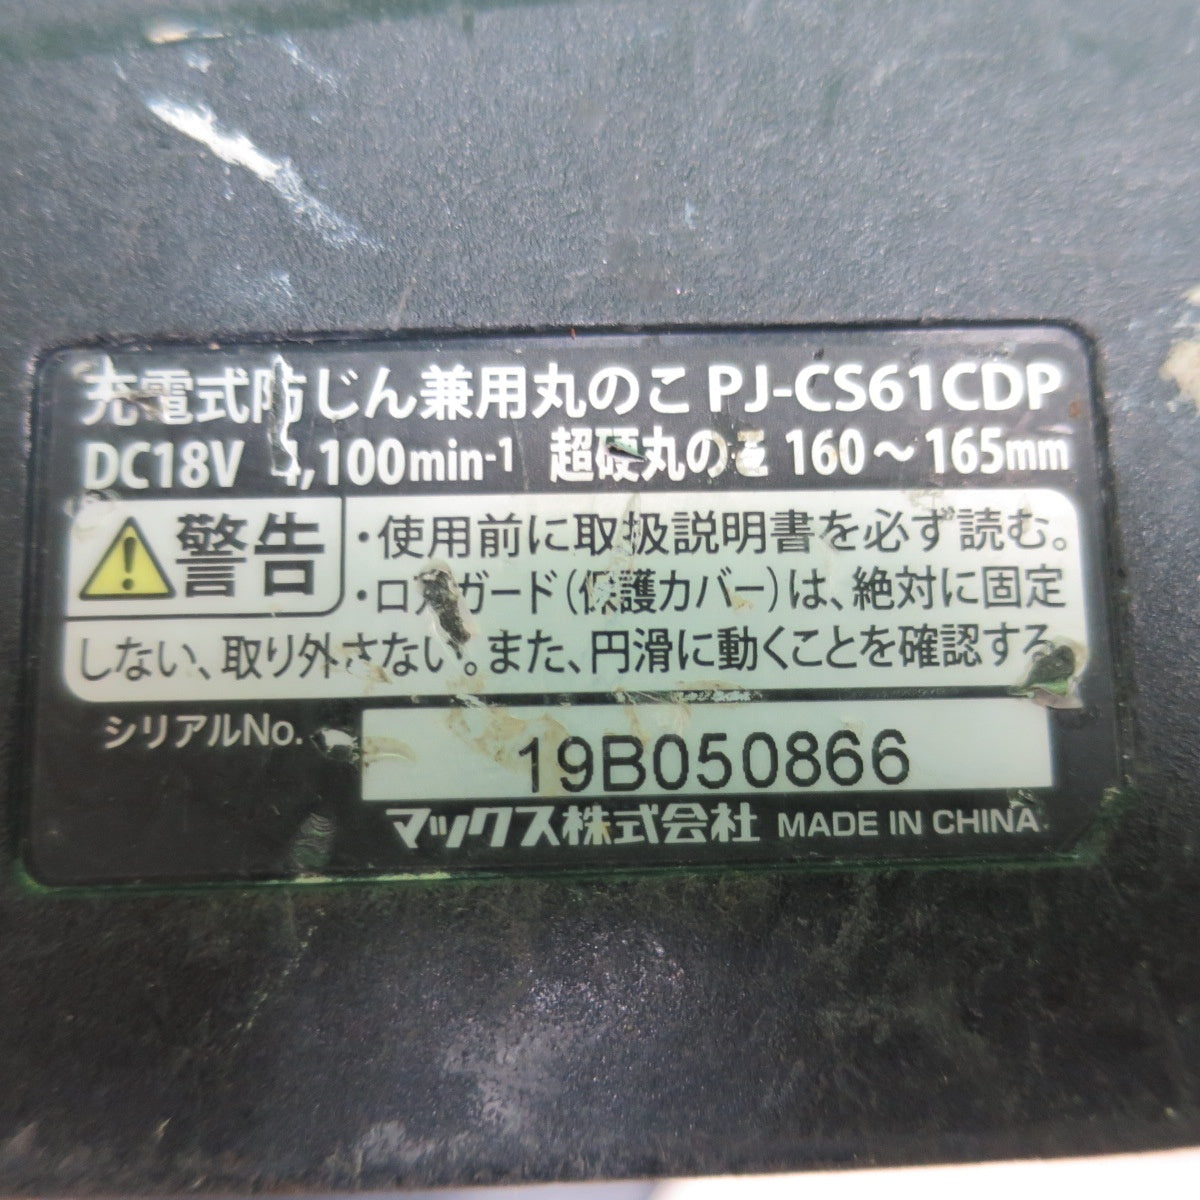 充電式防じん兼用丸のこ PJ-CS61CDP
DC18V 4,100min-1 超硬丸のこ 160～165mm
警告
・使用前に取扱説明書を必ず読む。
・ロアガード(保護カバー)は、絶対に固定
しない、取り外さない。また、円滑に動くことを確認する。
シリアルNo. 19B050866
マックス株式会社 MADE IN CHINA